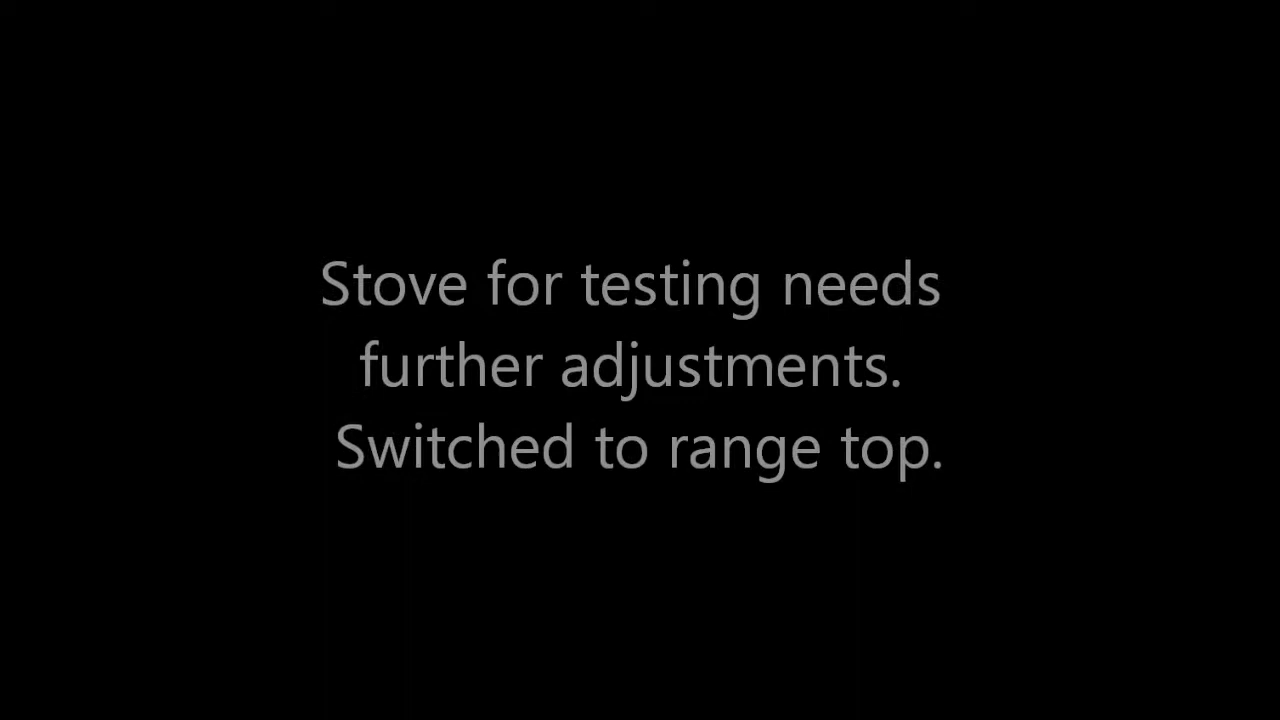 Stove for testing needs
further adjustments.
Switched to range top.